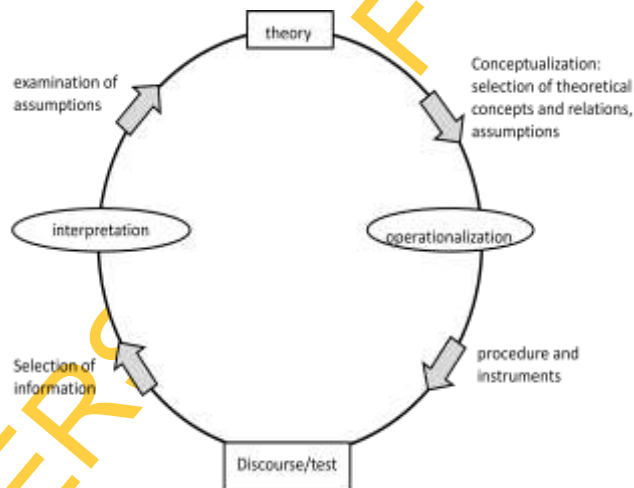 theory
Conceptualization:
selection of theoretical
concepts and relations,
assumptions
examination of
assumptions
interpretation
operationalization
Selection of
information
procedure and
instruments
Discourse/test